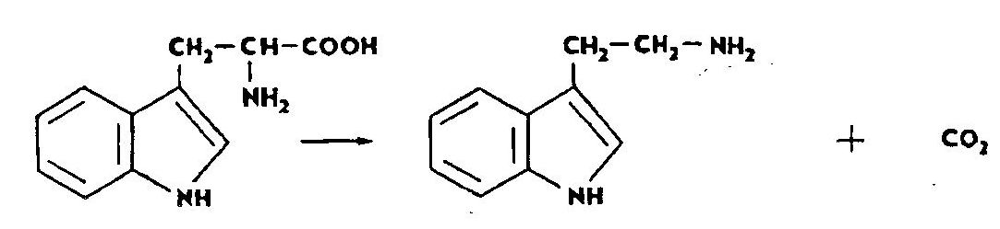 CH₂–CH–COOH
NH₂
NH
CH₂–CH₂–NH₂
NH
+ CO₂